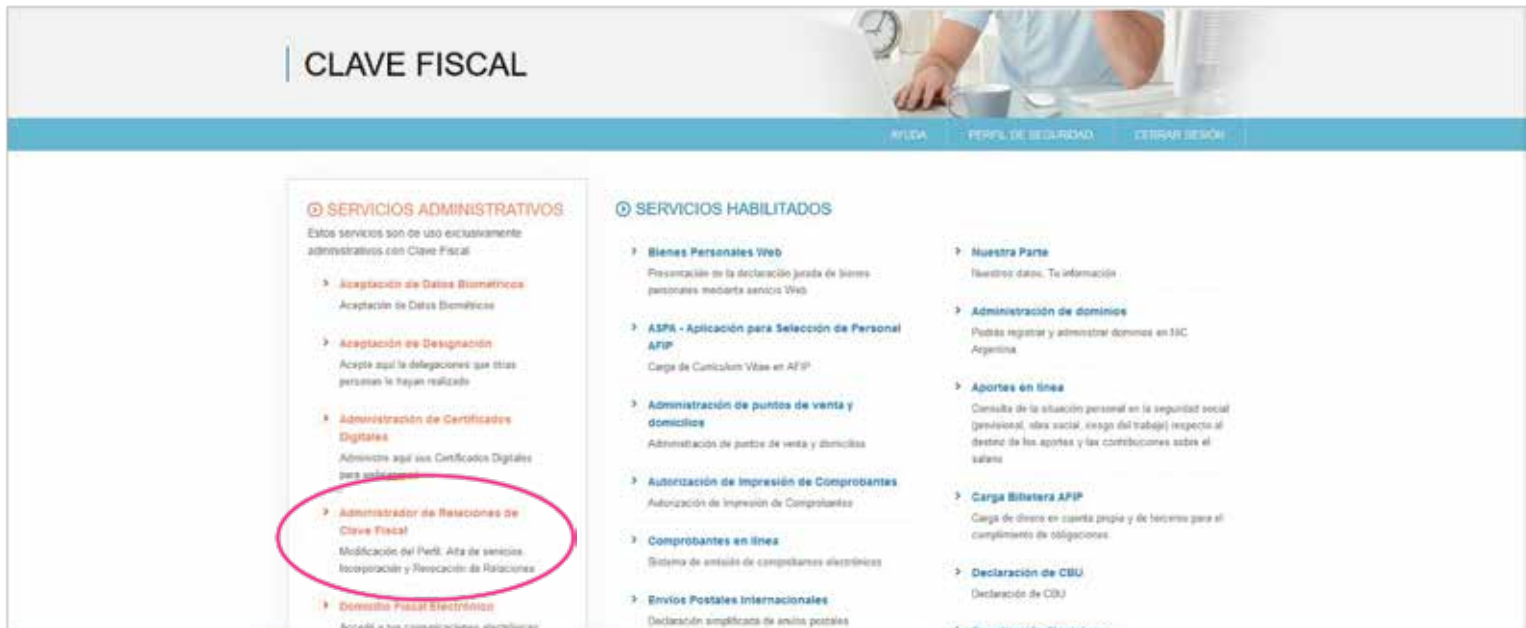 CLAVE FISCAL
AYUDA
PERFIL DE SEGURIDAD
CERRAR SESIÓN
SERVICIOS ADMINISTRATIVOS
Estos servicios son de uso exclusivamente
administrativos con Clave Fiscal
Aceptación de Datos Biométricos
Aceptación de Datos Biométricos
Aceptación de Designación
Acepte aquí la delegaciones que otras
personas le hayan realizado
Administración de Certificados
Digitales
Administre aquí sus Certificados Digitales
para
Administrador de Relaciones de
Clave Fiscal
Modificación del Perfil. Alta de servicios.
Incorporación y Revocación de Relaciones
Domicilio Fiscal Electrónico
Accedé a tus comunicaciones electrónicas
SERVICIOS HABILITADOS
Bienes Personales Web
Presentación de la declaración jurada de bienes
personales mediante servicio Web
ASPA - Aplicación para Selección de Personal
AFIP
Carga de Curriculum Vitae en AFIP
Administración de puntos de venta y
domicilios
Administración de puntos de venta y domicilios
Autorización de Impresión de Comprobantes
Autorización de Impresión de Comprobantes
Comprobantes en línea
Sistema de emisión de comprobantes electrónicos
Envíos Postales Internacionales
Declaración simplificada de envíos postales
Nuestra Parte
Nuestros datos, Tu información
Administración de dominios
Podrás registrar y administrar dominios en NIC
Argentina
Aportes en línea
Consulta de la situación personal en la seguridad social
(previsional, obra social, riesgo del trabajo) respecto al
destino de los aportes y las contribuciones sobre el
salario
Carga Billetera AFIP
Carga de dinero en cuenta propia y de terceros para el
cumplimiento de obligaciones
Declaración de CBU
Declaración de CBU